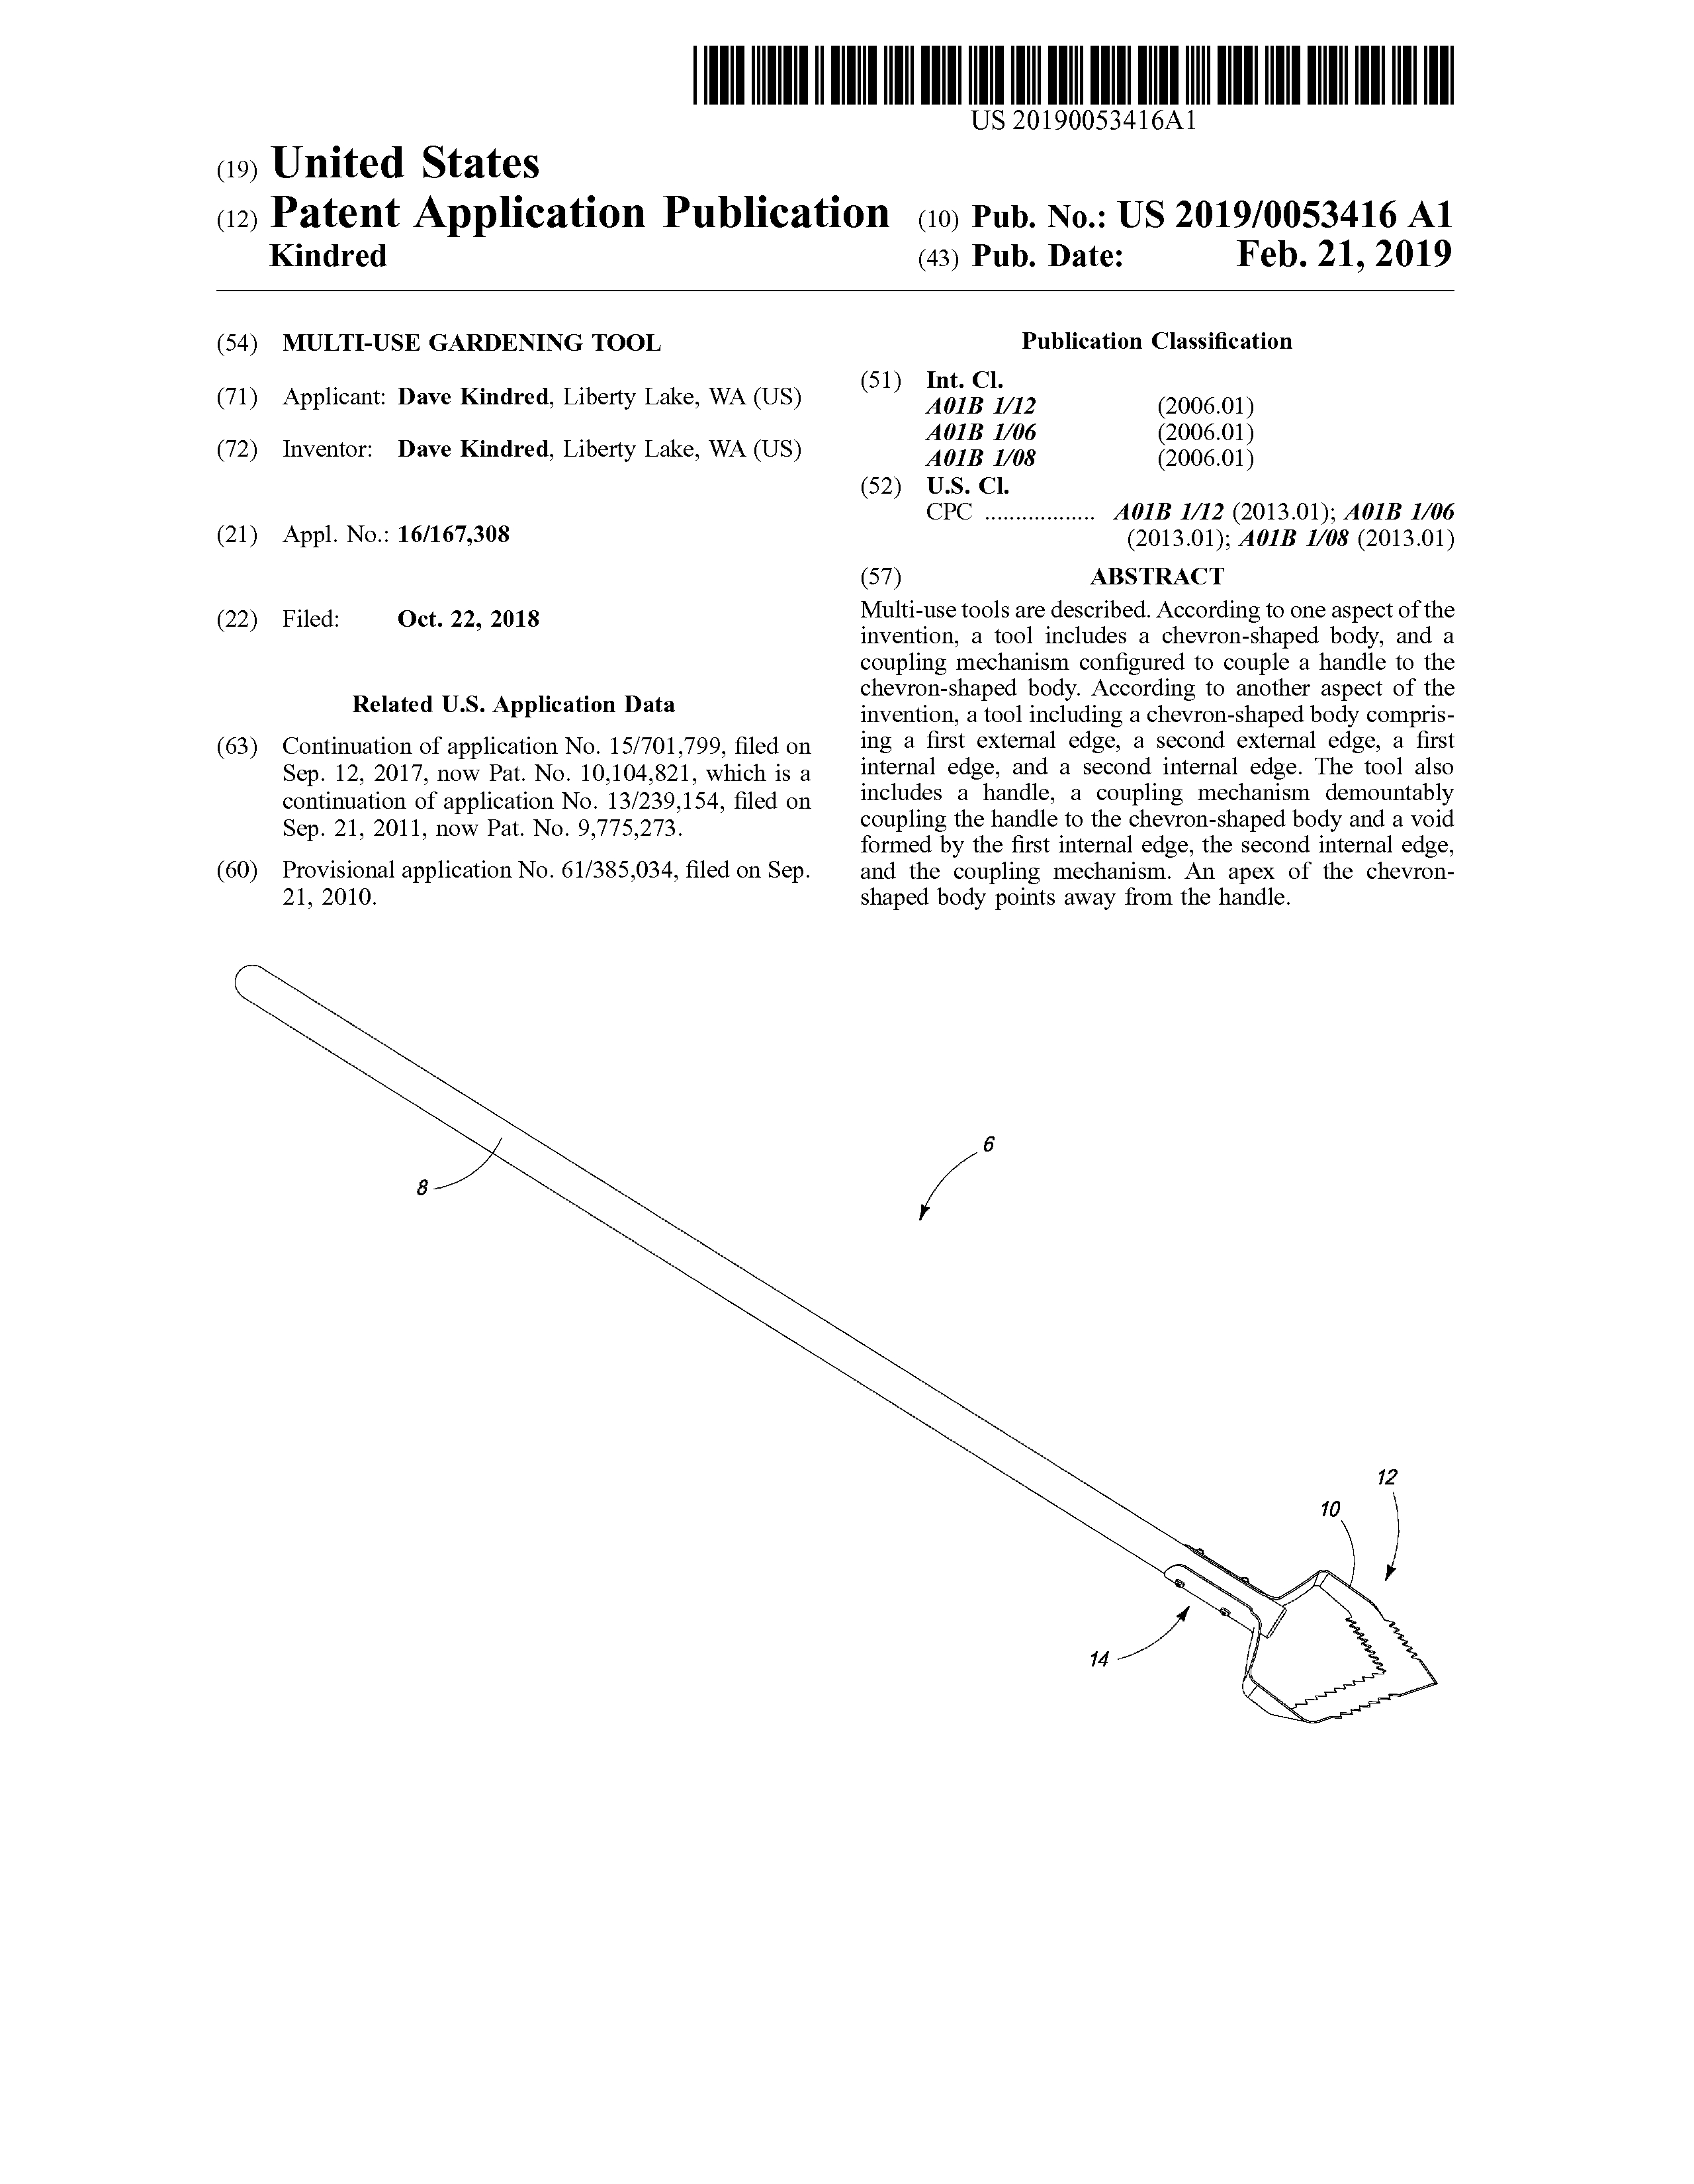 US 20190053416A1
(19) United States
(12) Patent Application Publication
Kindred
(10) Pub. No.: US 2019/0053416 A1
(43) Pub. Date: Feb. 21, 2019
(54) MULTI-USE GARDENING TOOL
(71) Applicant: Dave Kindred, Liberty Lake, WA (US)
(72) Inventor: Dave Kindred, Liberty Lake, WA (US)
(21) Appl. No.: 16/167,308
(22) Filed: Oct. 22, 2018
Related U.S. Application Data
(63) Continuation of application No. 15/701,799, filed on
Sep. 12, 2017, now Pat. No. 10,104,821, which is a
continuation of application No. 13/239,154, filed on
Sep. 21, 2011, now Pat. No. 9,775,273.
(60) Provisional application No. 61/385,034, filed on Sep.
21, 2010.
Publication Classification
(51) Int. Cl.
A01B 1/12 (2006.01)
A01B 1/06 (2006.01)
A01B 1/08 (2006.01)
(52) U.S. Cl.
CPC .................. A01B 1/12 (2013.01); A01B 1/06
(2013.01); A01B 1/08 (2013.01)
(57) ABSTRACT
Multi-use tools are described. According to one aspect of the
invention, a tool includes a chevron-shaped body, and a
coupling mechanism configured to couple a handle to the
chevron-shaped body. According to another aspect of the
invention, a tool including a chevron-shaped body compris-
ing a first external edge, a second external edge, a first
internal edge, and a second internal edge. The tool also
includes a handle, a coupling mechanism demountably
coupling the handle to the chevron-shaped body and a void
formed by the first internal edge, the second internal edge,
and the coupling mechanism. An apex of the chevron-
shaped body points away from the handle.
6
8
12
10
14